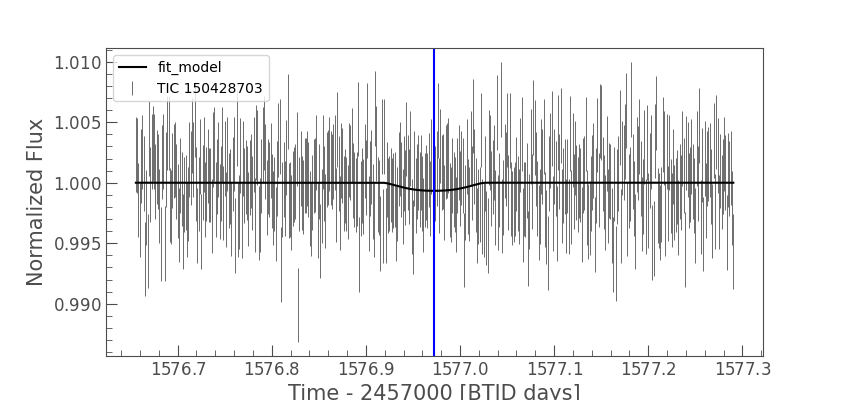 fit_model
TIC 150428703
1.010
1.005
1.000
0.995
0.990
Normalized Flux
1576.7 1576.8 1576.9 1577.0 1577.1 1577.2 1577.3
Time - 2457000 [BTJD days]